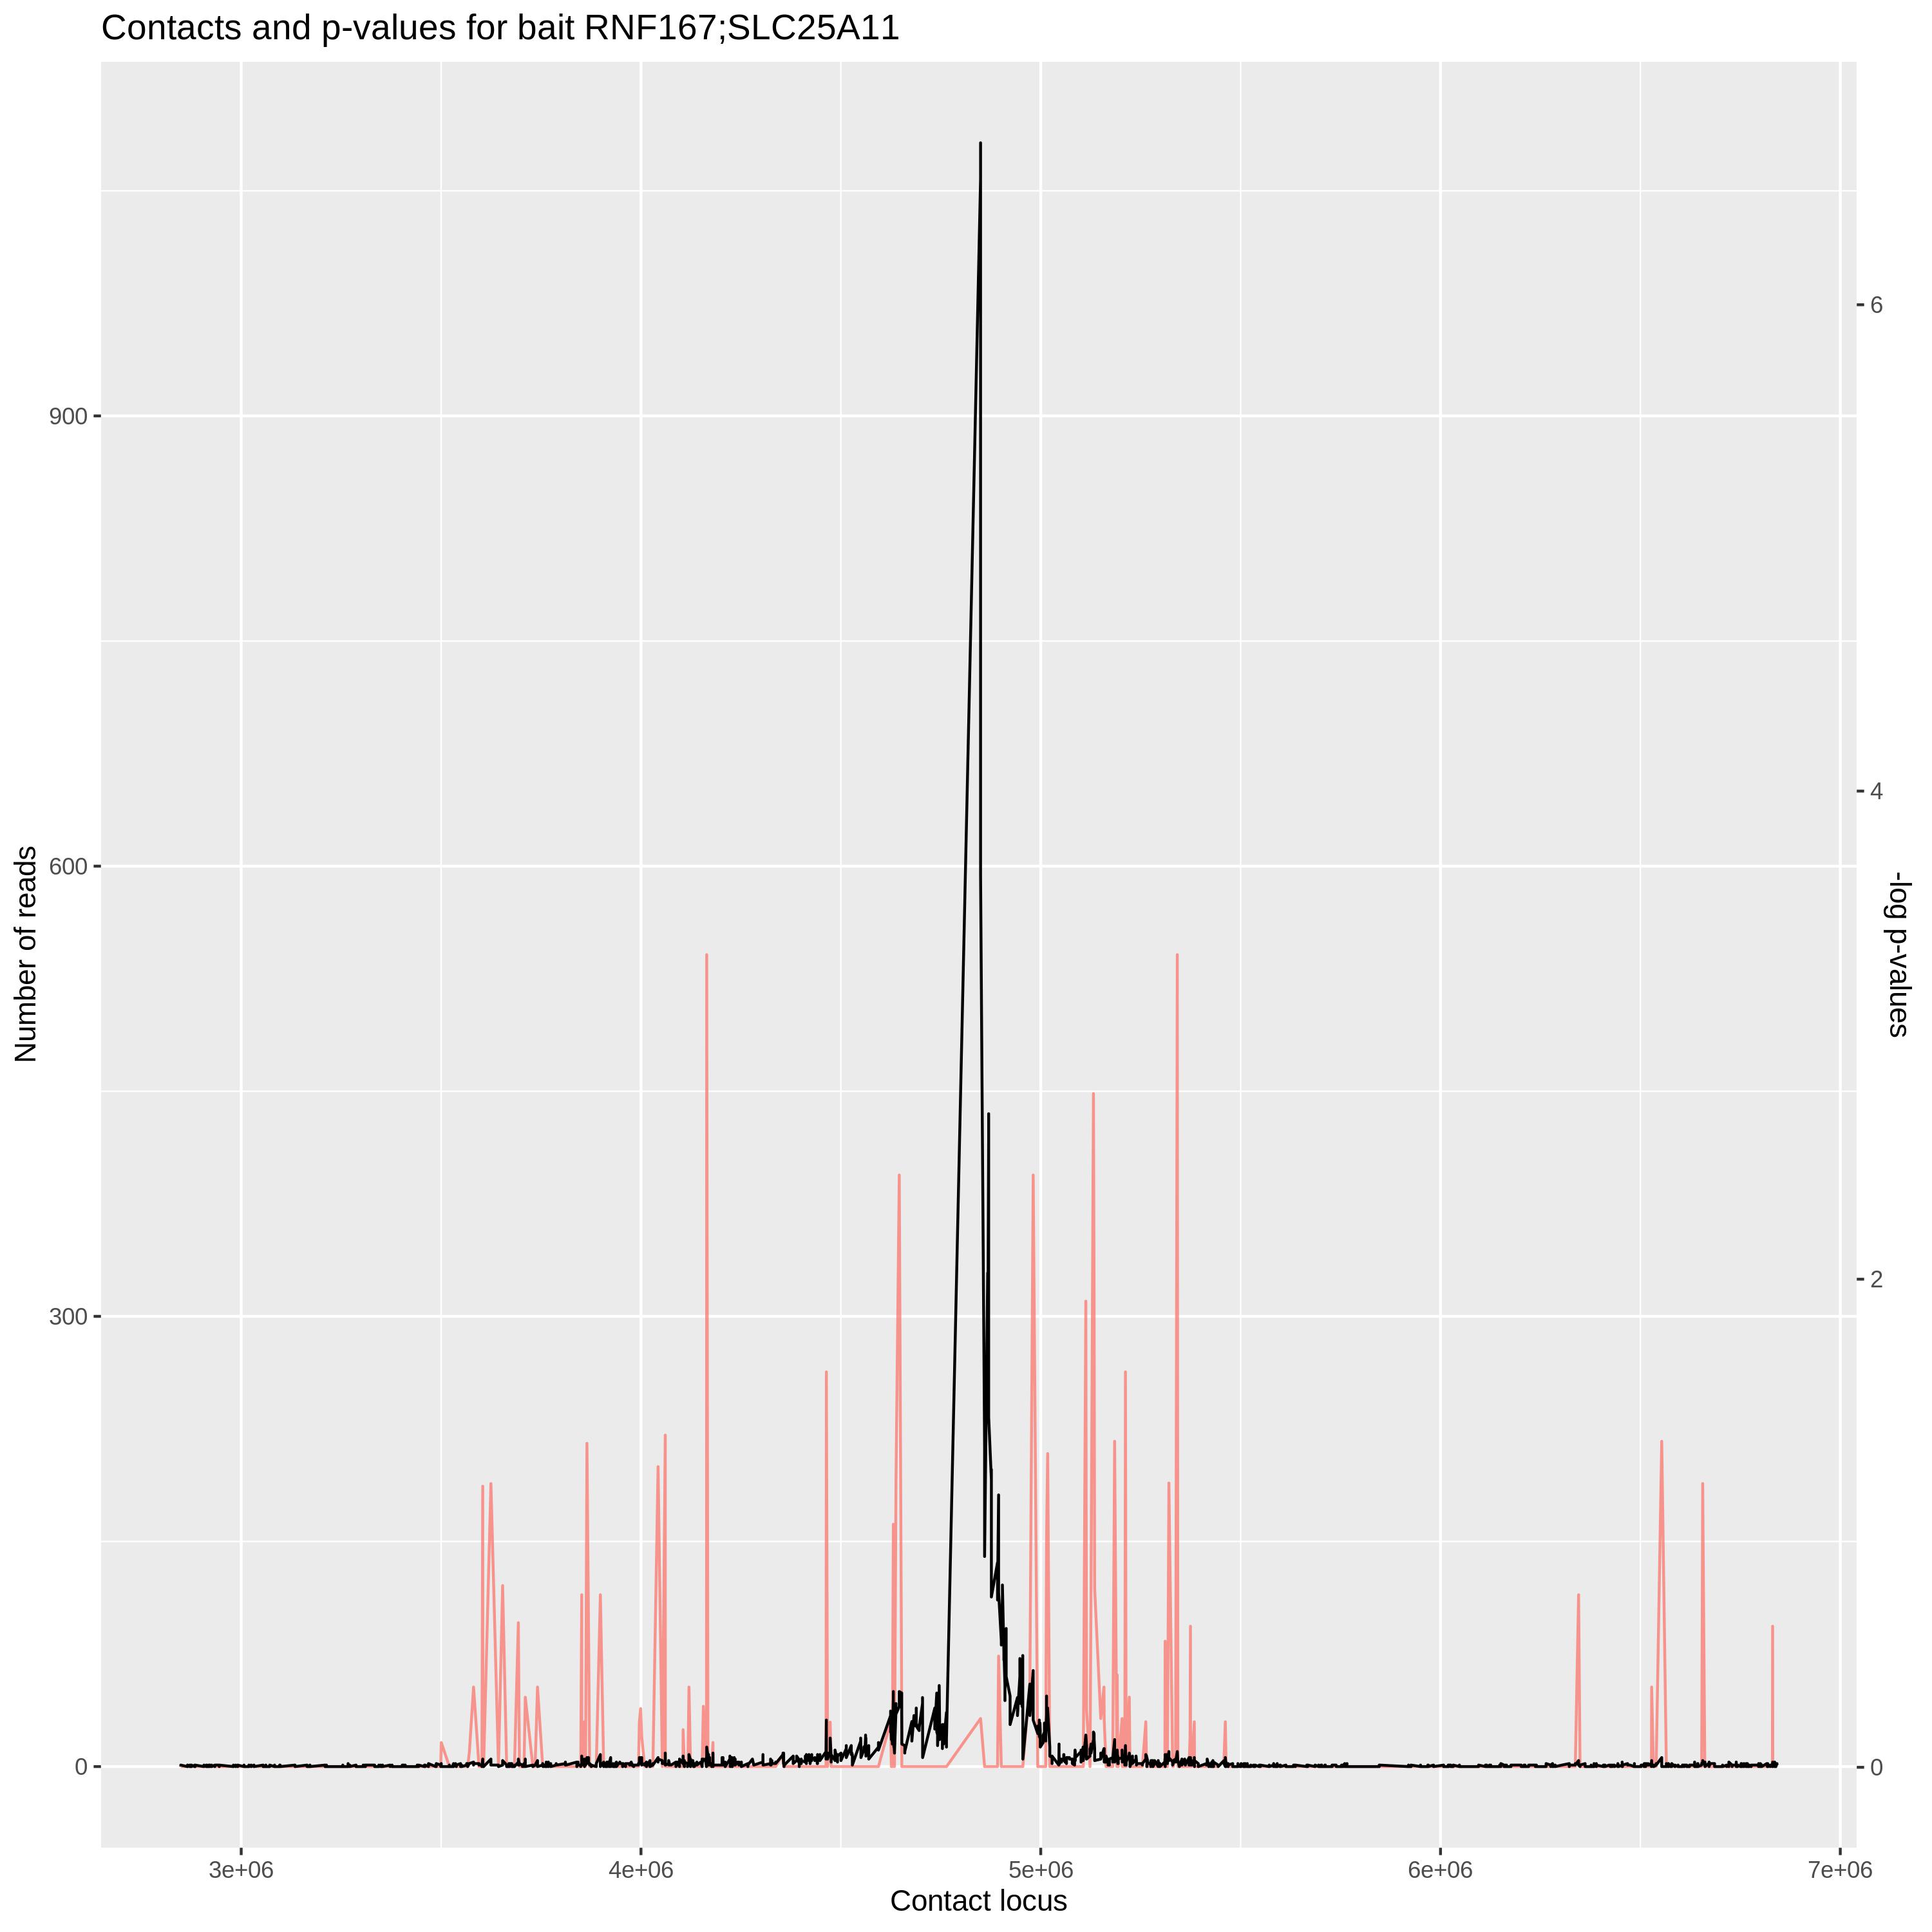 Contacts and p-values for bait RNF167;SLC25A11
Number of reads
900
600
300
0
6
4
2
0
-log p-values
3e+06
4e+06
5e+06
6e+06
7e+06
Contact locus